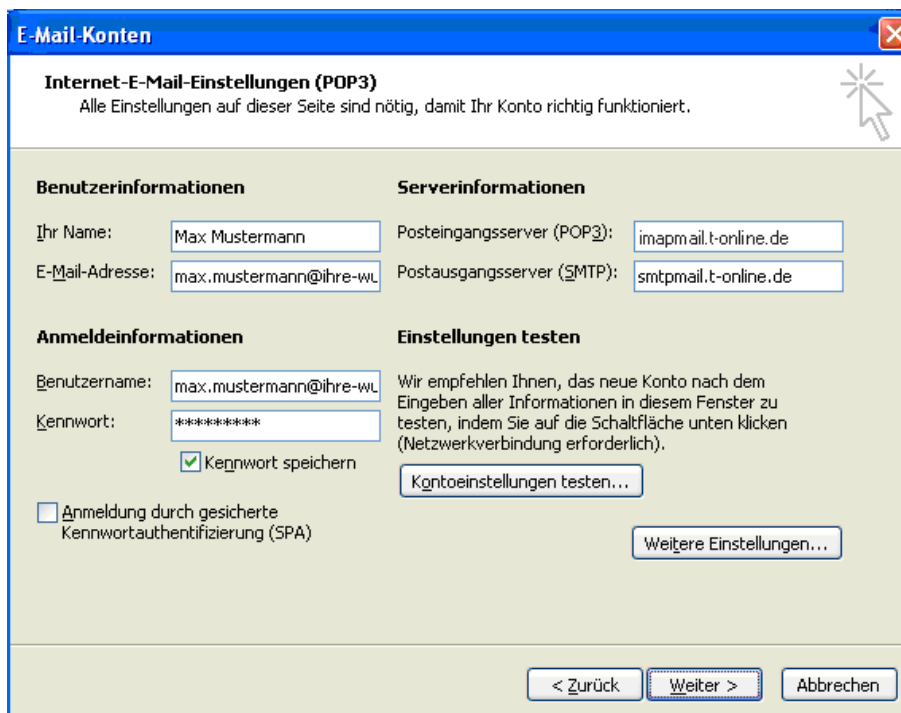 E-Mail-Konten
Internet-E-Mail-Einstellungen (POP3)
Alle Einstellungen auf dieser Seite sind nötig, damit Ihr Konto richtig funktioniert.
Benutzerinformationen
Ihr Name: Max Mustermann
E-Mail-Adresse: max.mustermann@ihre-wu
Serverinformationen
Posteingangsserver (POP3): imapmail.t-online.de
Postausgangsserver (SMTP): smtpmail.t-online.de
Anmeldeinformationen
Benutzername: max.mustermann@ihre-wu
Kennwort: *********
Kennwort speichern
Anmeldung durch gesicherte
Kennwortauthentifizierung (SPA)
Einstellungen testen
Wir empfehlen Ihnen, das neue Konto nach dem
Eingeben aller Informationen in diesem Fenster zu
testen, indem Sie auf die Schaltfläche unten klicken
(Netzwerkverbindung erforderlich).
Kontoeinstellungen testen...
Weitere Einstellungen...
< Zurück
Weiter >
Abbrechen